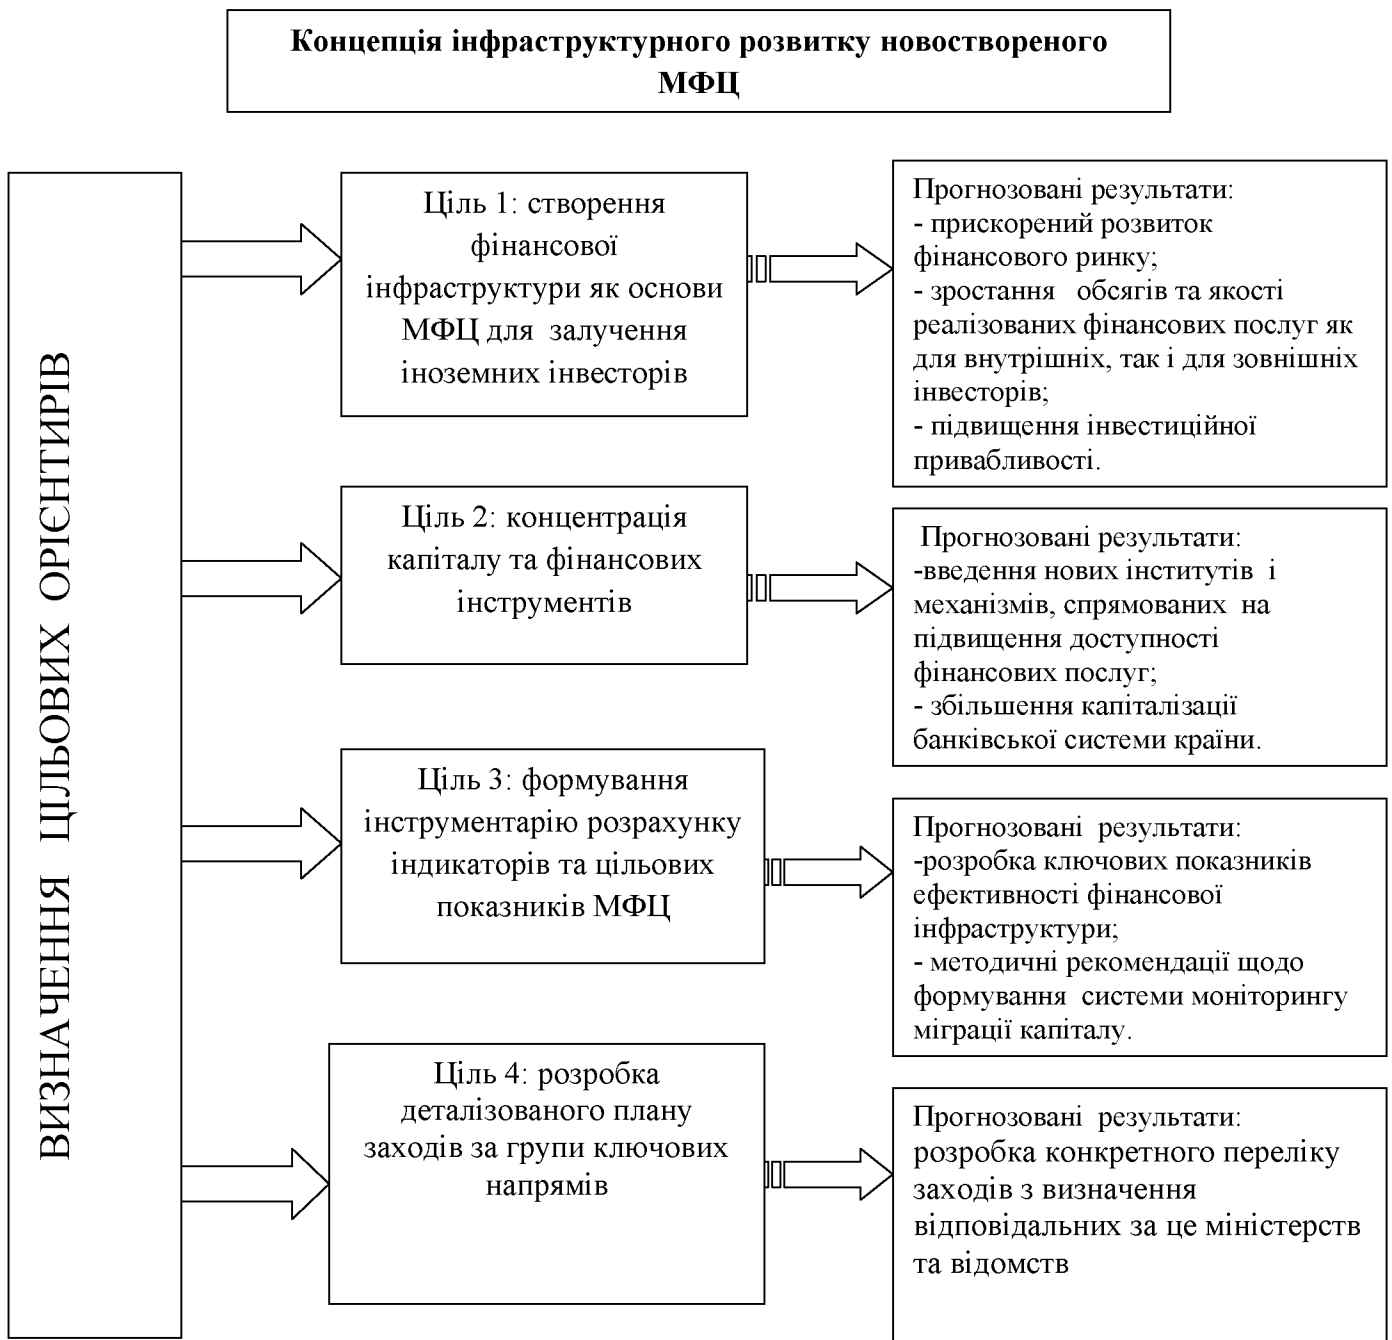 Концепція інфраструктурного розвитку новоствореного
МФЦ
ВИЗНАЧЕННЯ ЦІЛЬОВИХ ОРІЄНТИРІВ
Ціль 1: створення
фінансової
інфраструктури як основи
МФЦ для залучення
іноземних інвесторів
Прогнозовані результати:
- прискорений розвиток
фінансового ринку;
- зростання обсягів та якості
реалізованих фінансових послуг як
для внутрішніх, так і для зовнішніх
інвесторів;
- підвищення інвестиційної
привабливості.
Ціль 2: концентрація
капіталу та фінансових
інструментів
Прогнозовані результати:
-введення нових інститутів і
механізмів, спрямованих на
підвищення доступності
фінансових послуг;
- збільшення капіталізації
банківської системи країни.
Ціль 3: формування
інструментарію розрахунку
індикаторів та цільових
показників МФЦ
Прогнозовані результати:
-розробка ключових показників
ефективності фінансової
інфраструктури;
- методичні рекомендації щодо
формування системи моніторингу
міграції капіталу.
Ціль 4: розробка
деталізованого плану
заходів за групи ключових
напрямів
Прогнозовані результати:
розробка конкретного переліку
заходів з визначення
відповідальних за це міністерств
та відомств